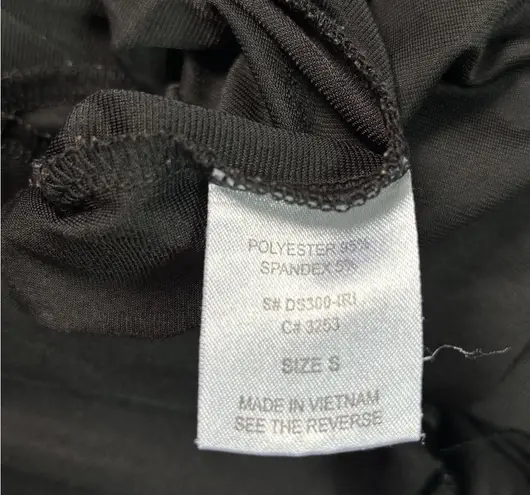 POLYESTER 95%
SPANDEX 5%
S# DS300-IRI
C# 3253
SIZE S
MADE IN VIETNAM
SEE THE REVERSE